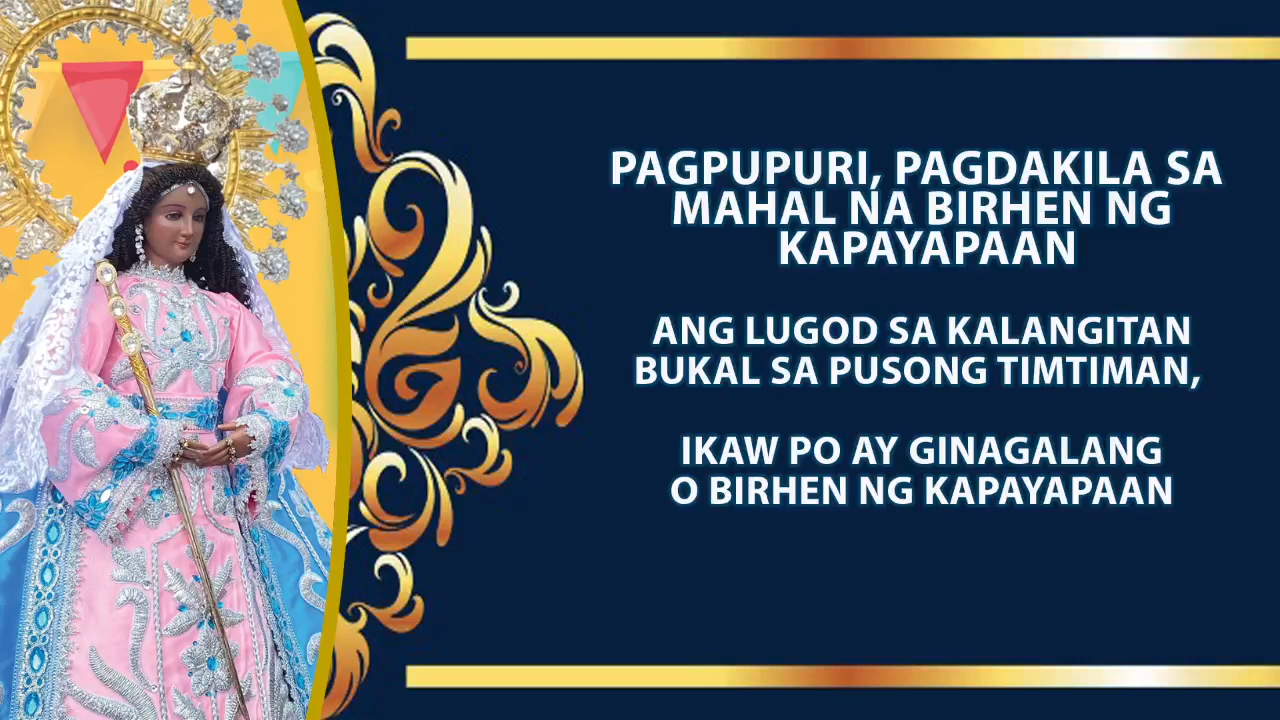 PAGPUPURI, PAGDAKILA SA
MAHAL NA BIRHEN NG
KAPAYAPAAN
ANG LUGOD SA KALANGITAN
BUKAL SA PUSONG TIMTIMAN,
IKAW PO AY GINAGALANG
O BIRHEN NG KAPAYAPAAN